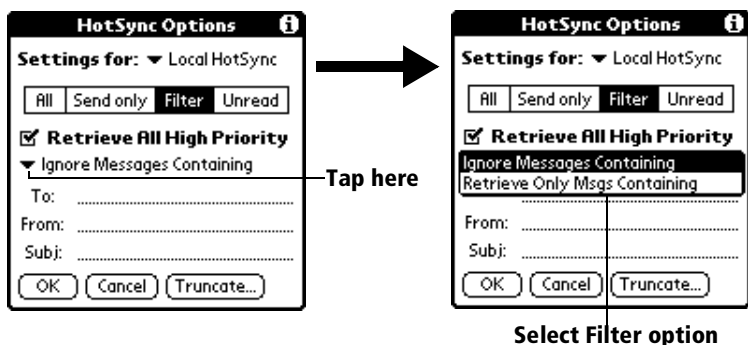 HotSync Options i
Settings for: Local HotSync
All Send only Filter Unread
Retrieve All High Priority
Ignore Messages Containing
To:
From:
Subj:
OK Cancel Truncate...
Tap here
HotSync Options i
Settings for: Local HotSync
All Send only Filter Unread
Retrieve All High Priority
Ignore Messages Containing
Retrieve Only Msgs Containing
From:
Subj:
OK Cancel Truncate...
Select Filter option